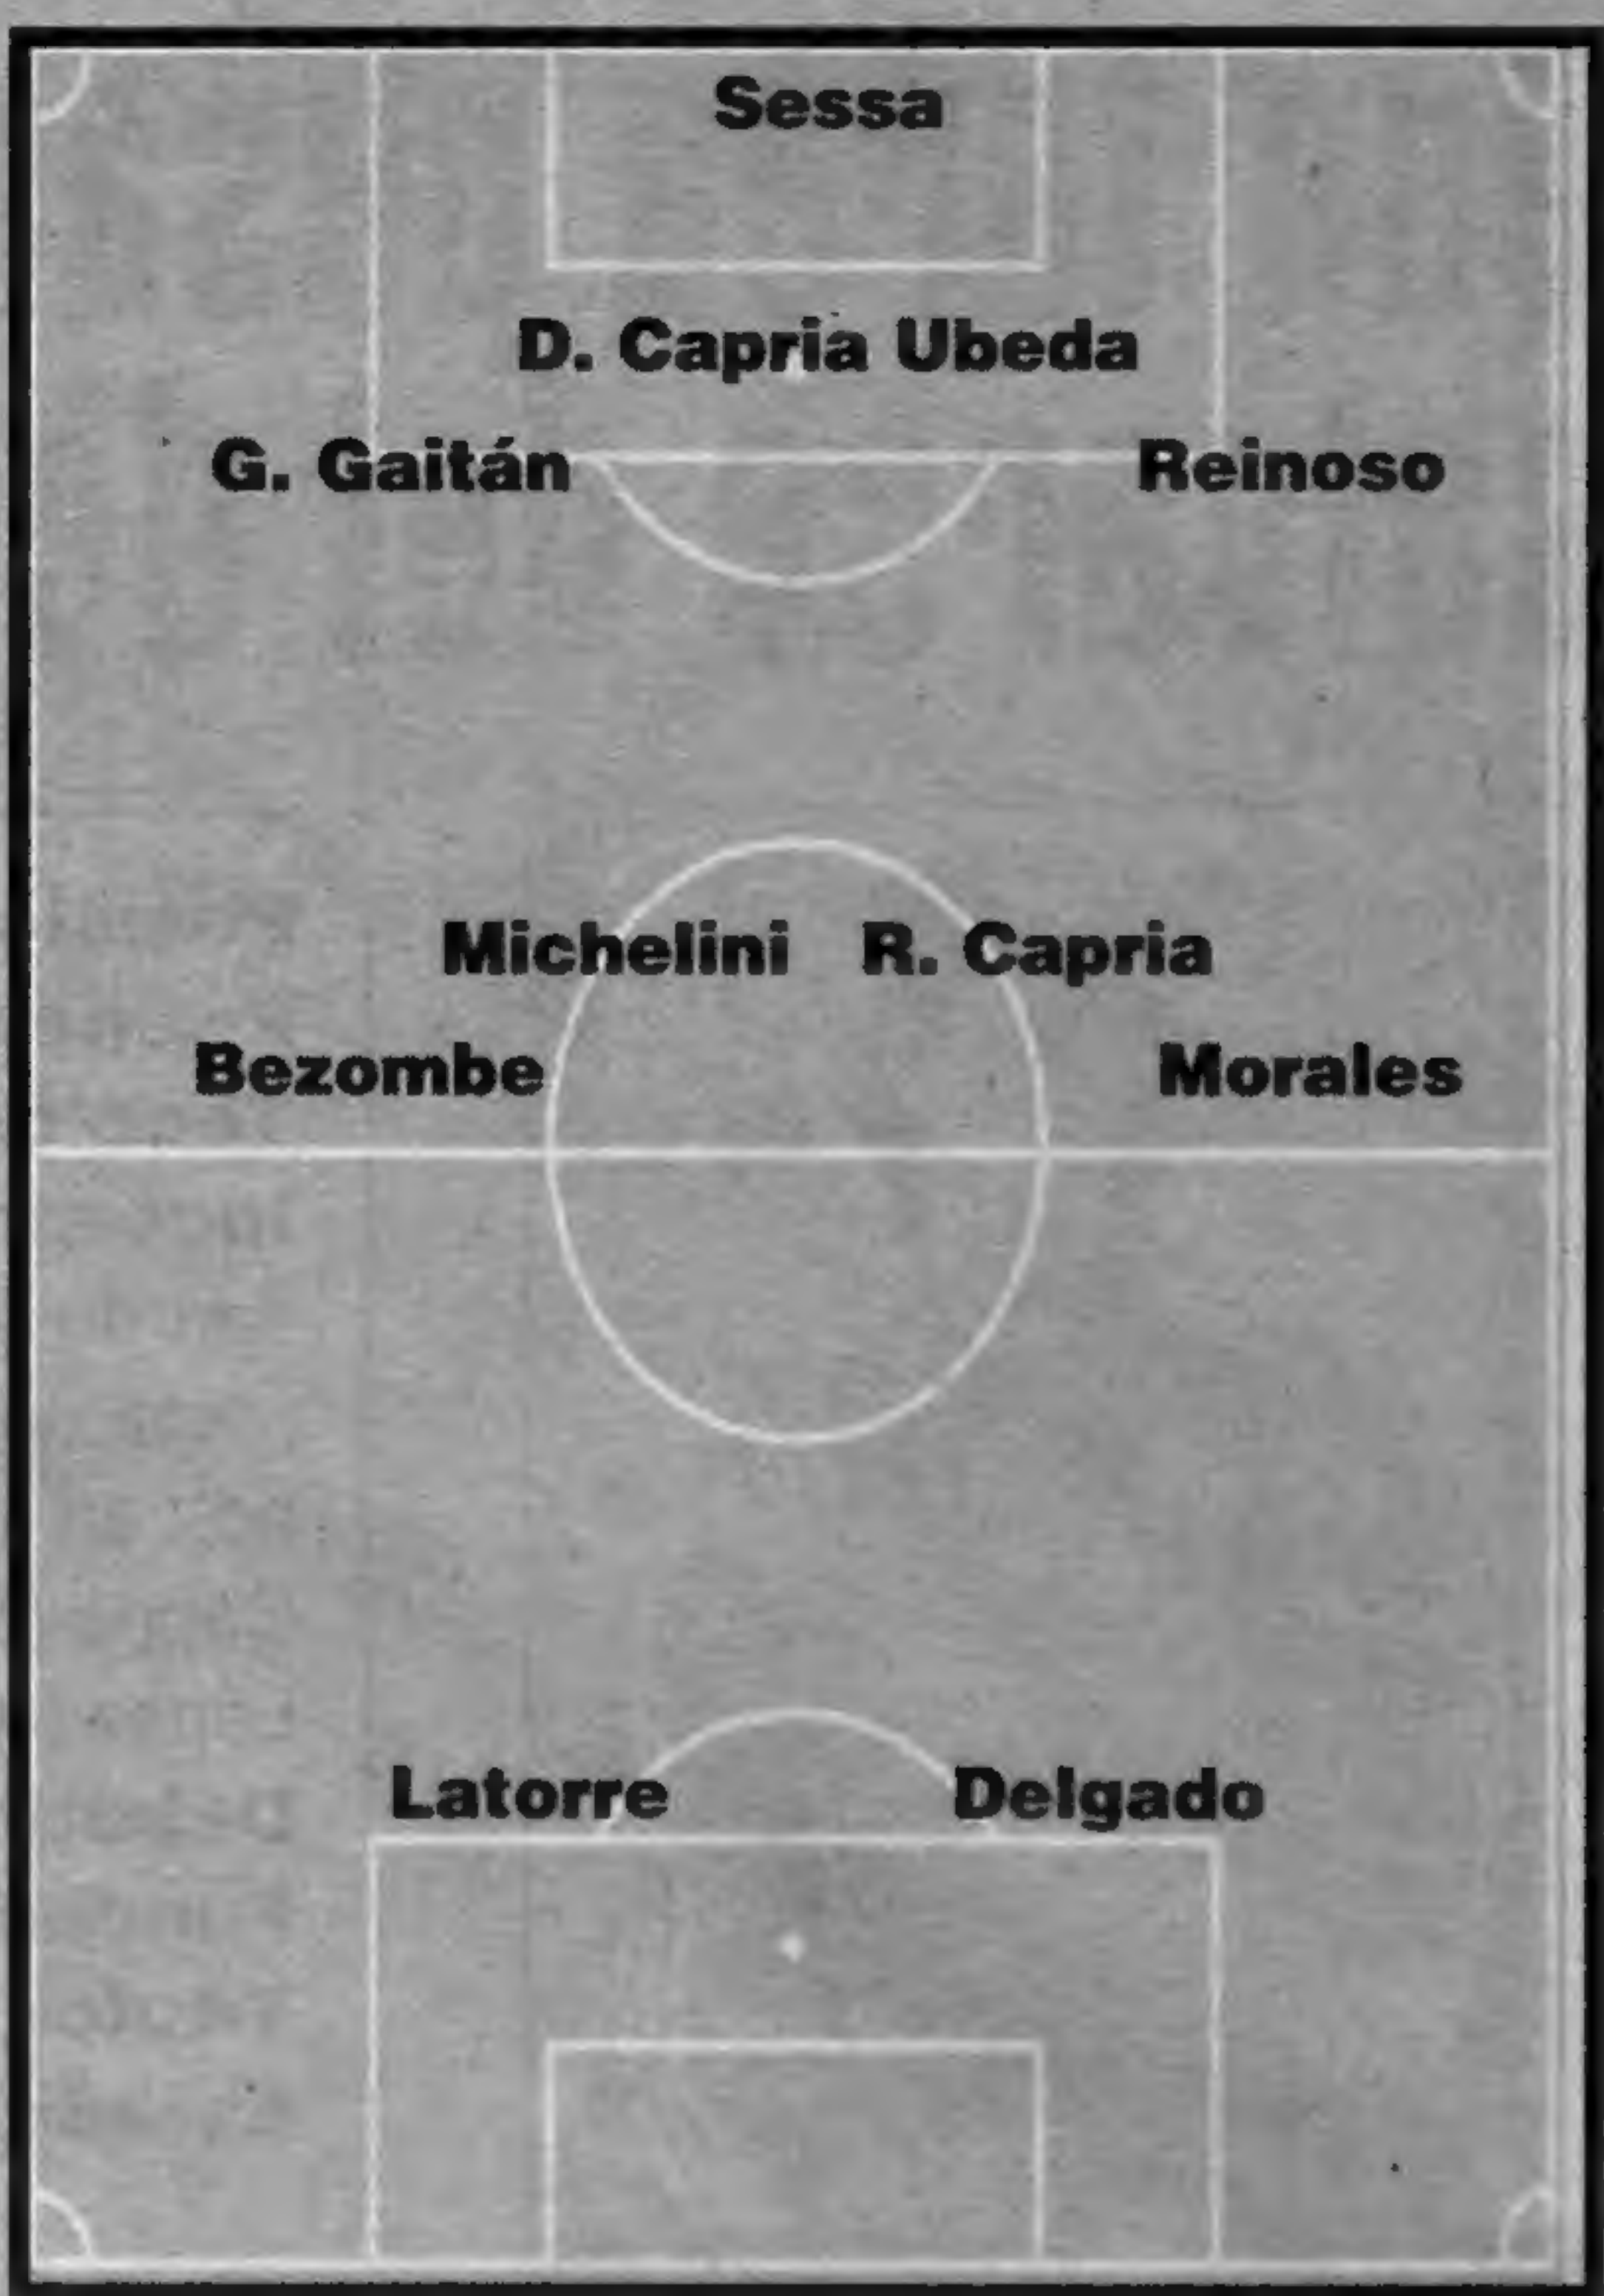 Sessa
D. Capria Ubeda
G. Gaitán Reinoso
Michelini R. Capria
Bezombe Morales
Latorre Delgado